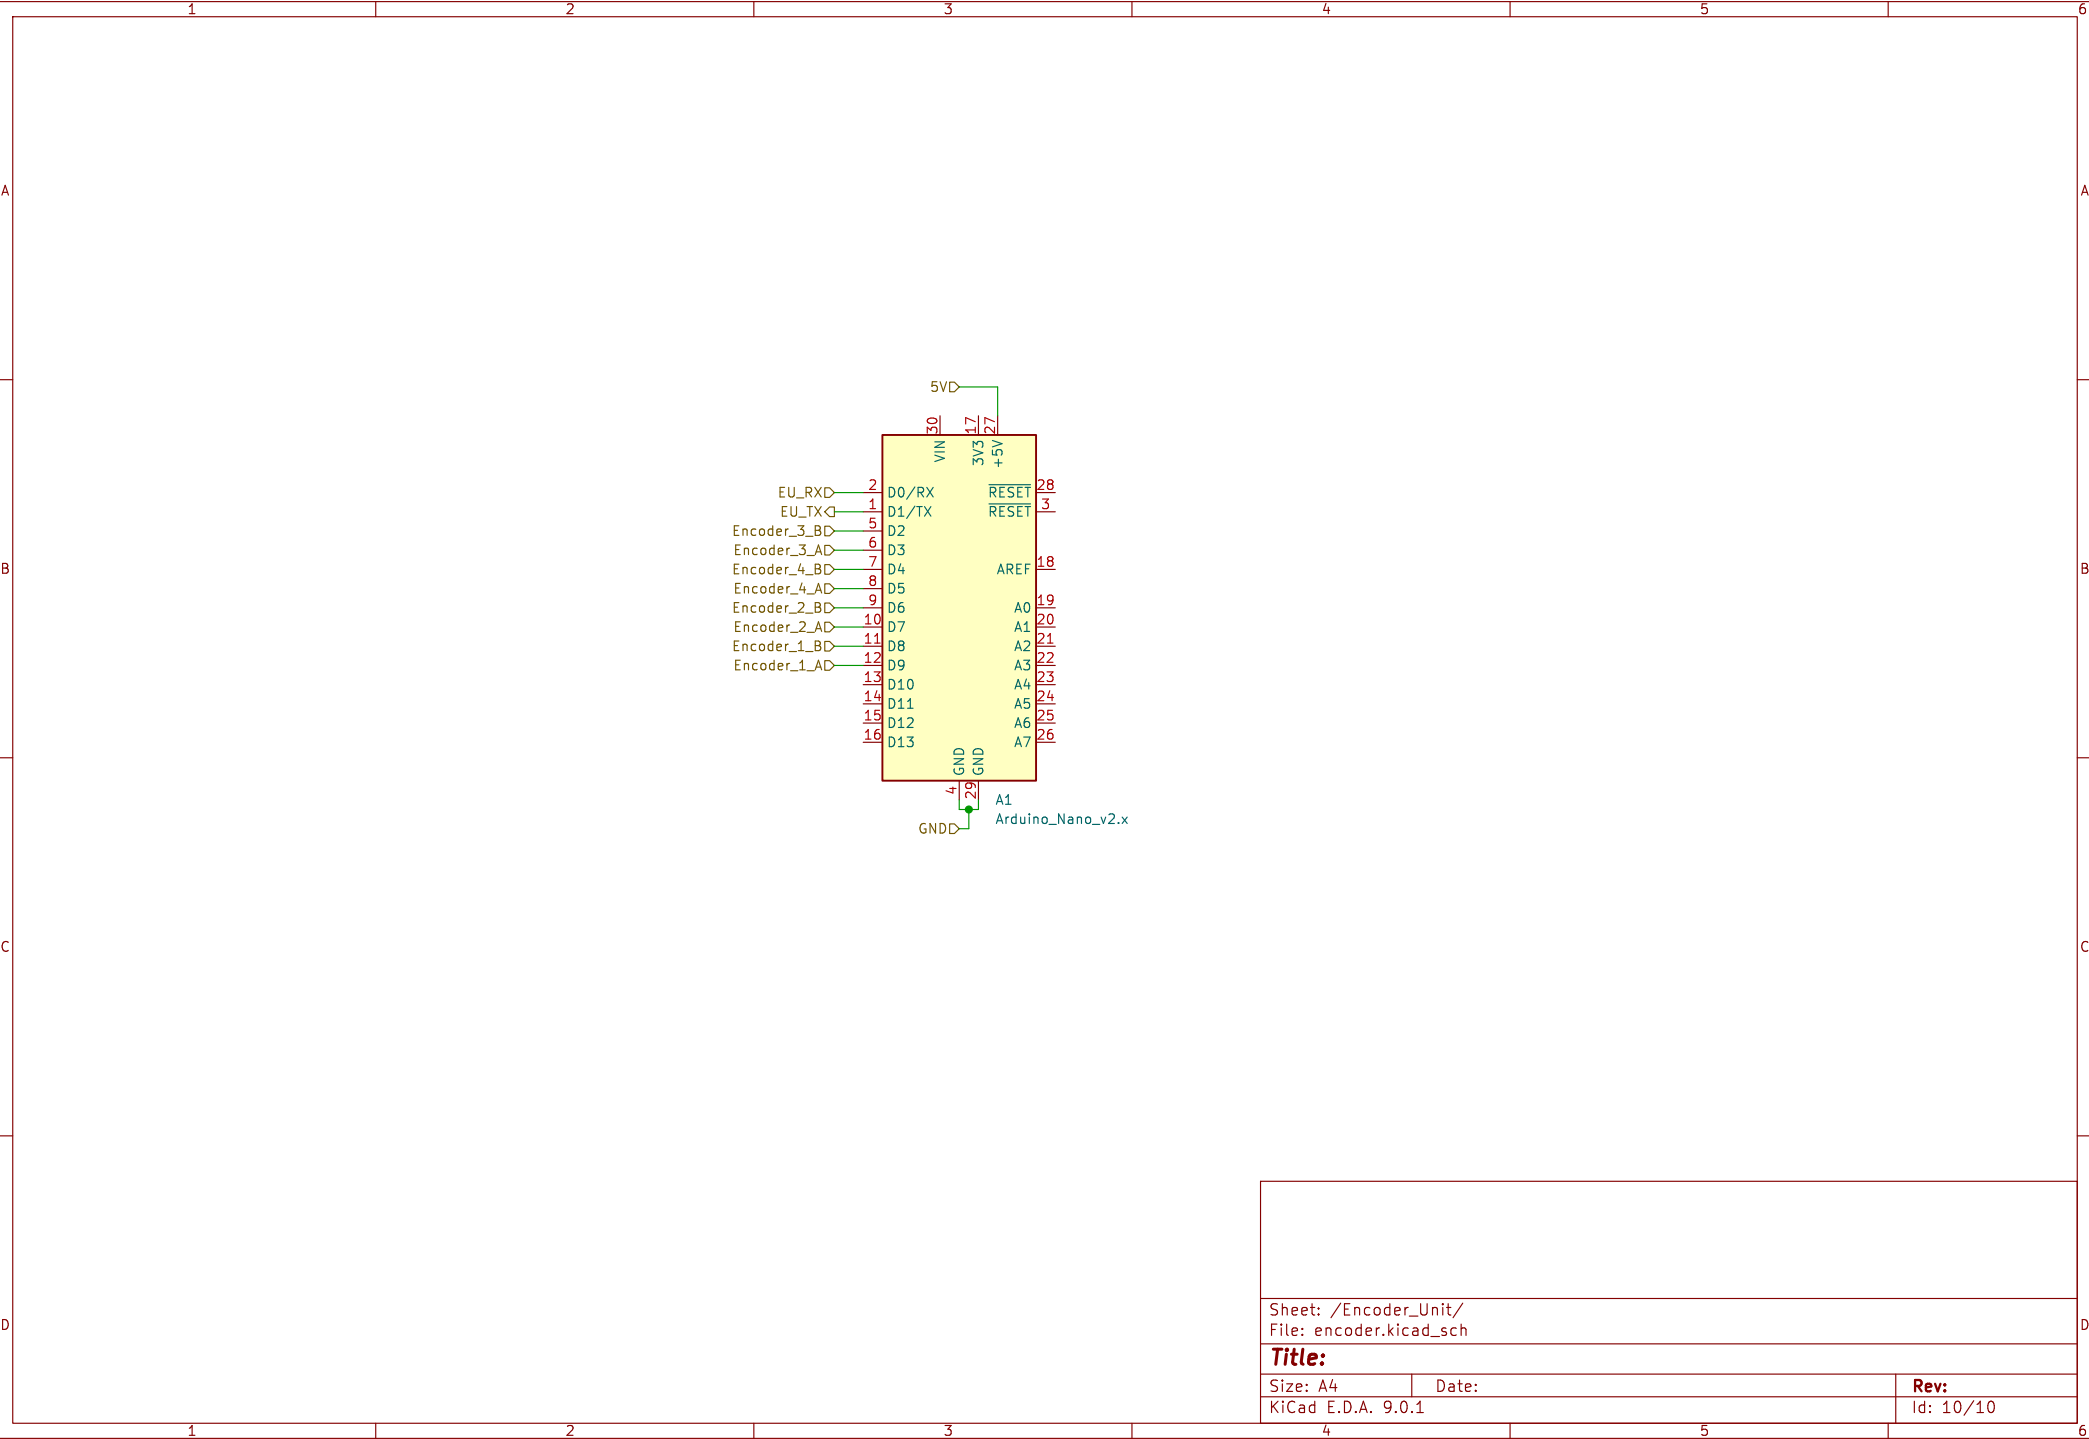 1 2 3 4 5 6
A A
5V
30 17 27
VIN 3V3 +5V
EU_RX 2 D0/RX RESET 28
EU_TX 1 D1/TX RESET 3
Encoder_3_B 5 D2
Encoder_3_A 6 D3
B Encoder_4_B 7 D4 AREF 18 B
Encoder_4_A 8 D5
Encoder_2_B 9 D6 A0 19
Encoder_2_A 10 D7 A1 20
Encoder_1_B 11 D8 A2 21
Encoder_1_A 12 D9 A3 22
13 D10 A4 23
14 D11 A5 24
15 D12 A6 25
16 D13 A7 26
GND GND
4 29
A1
Arduino_Nano_v2.x
GND
C C
Sheet: /Encoder_Unit/
D D
File: encoder.kicad_sch
Title:
Size: A4 Date: Rev:
KiCad E.D.A. 9.0.1 Id: 10/10
1 2 3 4 5 6